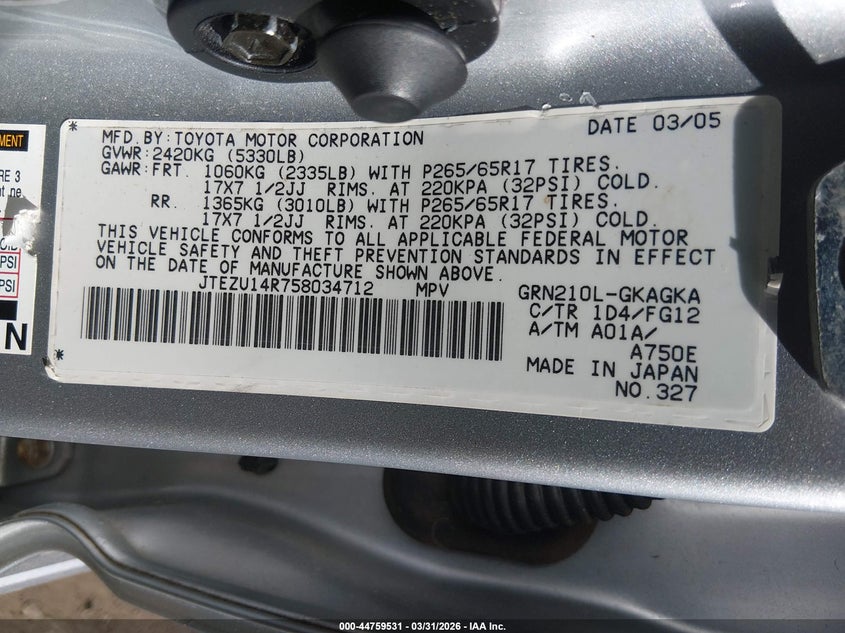 MENT
RE 3
PSI
PSI
N
* DATE 03/05
MFD.BY:TOYOTA MOTOR CORPORATION
GVWR:2420KG (5330LB)
GAWR:FRT. 1060KG (2335LB) WITH P265/65R17 TIRES.
17X7 1/2JJ RIMS. AT 220KPA (32PSI) COLD.
RR. 1365KG (3010LB) WITH P265/65R17 TIRES.
17X7 1/2JJ RIMS. AT 220KPA (32PSI) COLD.
THIS VEHICLE CONFORMS TO ALL APPLICABLE FEDERAL MOTOR
VEHICLE SAFETY AND THEFT PREVENTION STANDARDS IN EFFECT
ON THE DATE OF MANUFACTURE SHOWN ABOVE.
JTEZU14R758034712 MPV GRN210L-GKAGKA
C/TR 1D4/FG12
A/TM A01A/
A750E
MADE IN JAPAN
* NO.327
000-44759531 - 03/31/2026 - IAA Inc.